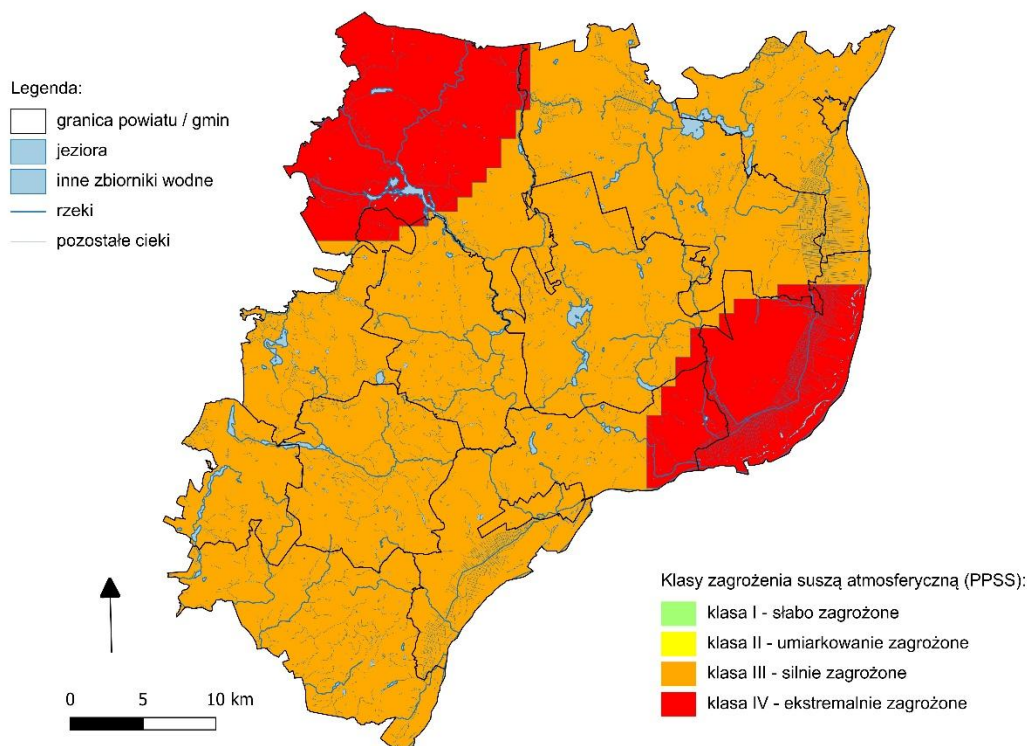 Legenda:
granica powiatu / gmin
jeziora
inne zbiorniki wodne
rzeki
pozostałe cieki
Klasy zagrożenia suszą atmosferyczną (PPSS):
klasa I - słabo zagrożone
klasa II - umiarkowanie zagrożone
klasa III - silnie zagrożone
klasa IV - ekstremalnie zagrożone
0 5 10 km